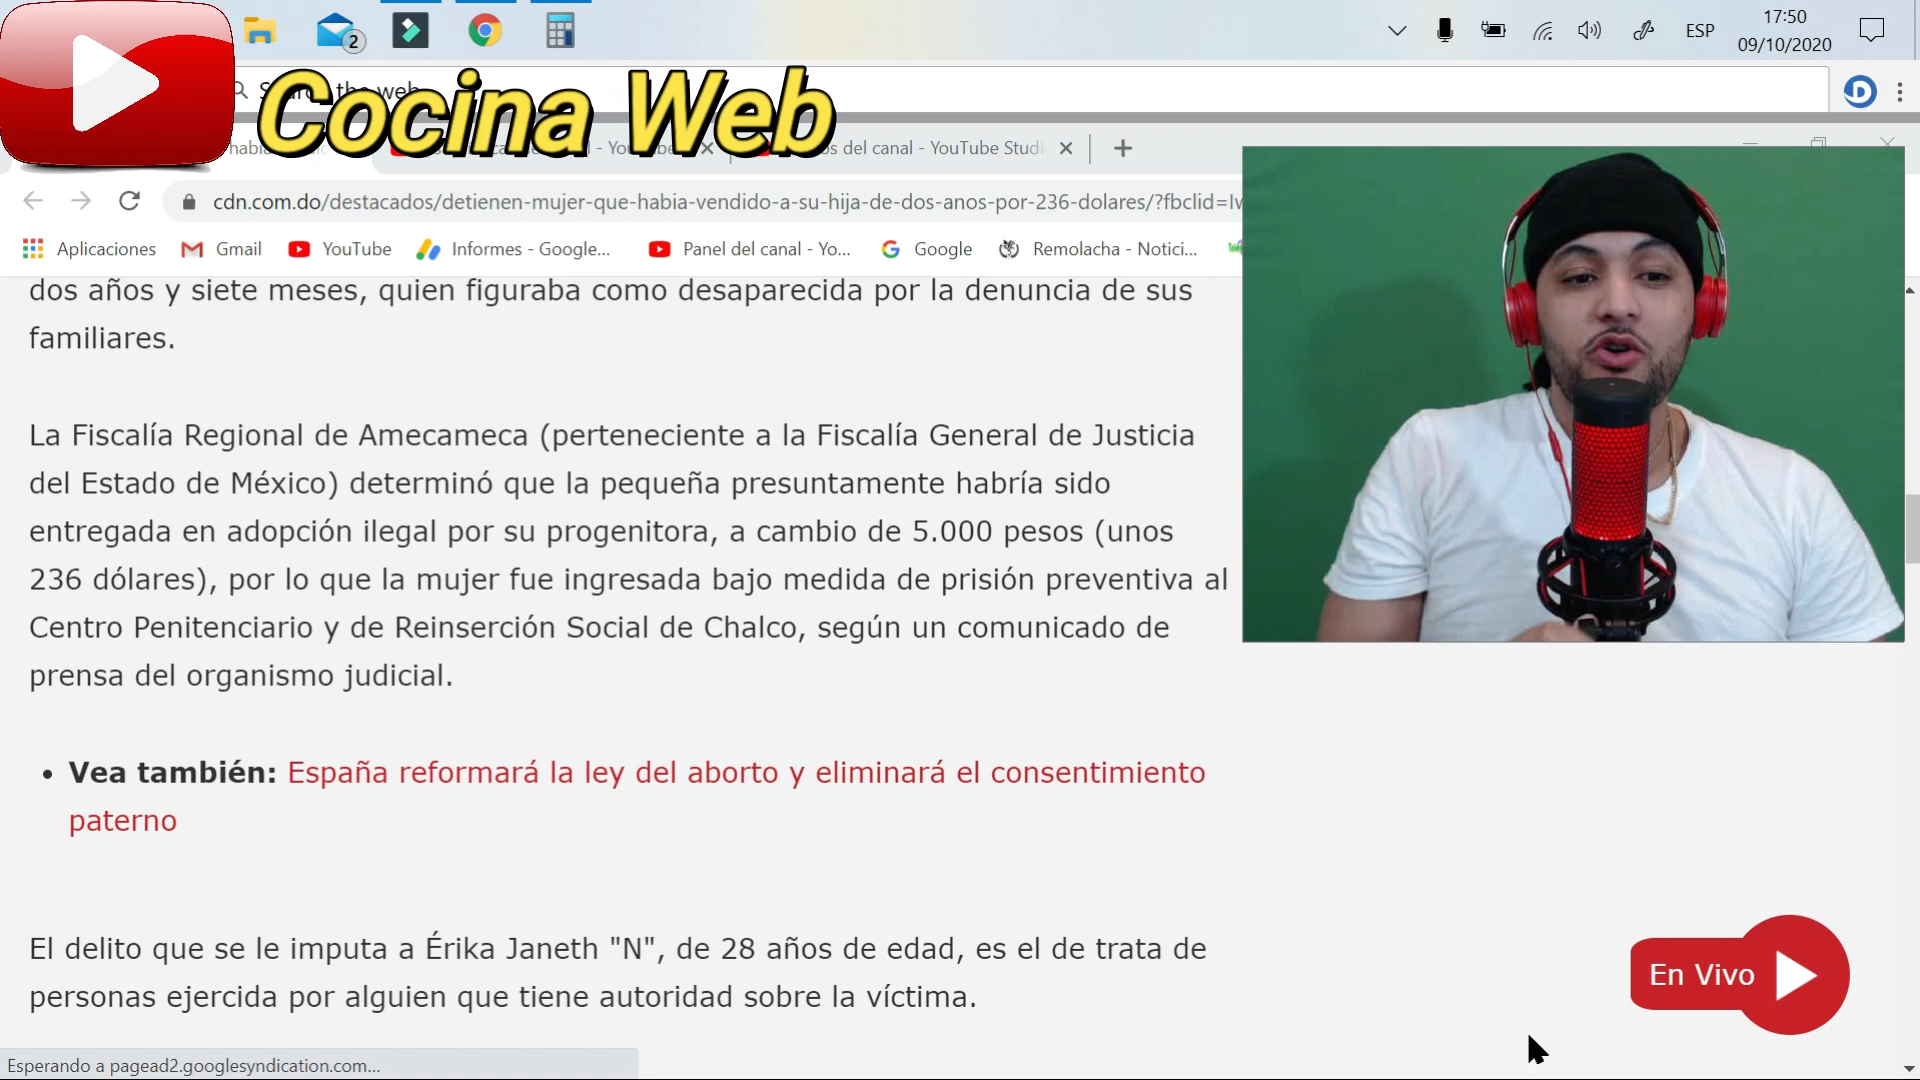 2
ESP
17:50
09/10/2020
Cocina Web
the web
habia
del canal - YouTube Studi
cdn.com.do/destacados/detienen-mujer-que-habia-vendido-a-su-hija-de-dos-anos-por-236-dolares/?fbclid=Iw
Aplicaciones
Gmail
YouTube
Informes - Google...
Panel del canal - Yo...
Google
Remolacha - Notici...
dos años y siete meses, quien figuraba como desaparecida por la denuncia de sus
familiares.
La Fiscalía Regional de Amecameca (perteneciente a la Fiscalía General de Justicia
del Estado de México) determinó que la pequeña presuntamente habría sido
entregada en adopción ilegal por su progenitora, a cambio de 5.000 pesos (unos
236 dólares), por lo que la mujer fue ingresada bajo medida de prisión preventiva al
Centro Penitenciario y de Reinserción Social de Chalco, según un comunicado de
prensa del organismo judicial.
• Vea también: España reformará la ley del aborto y eliminará el consentimiento
paterno
El delito que se le imputa a Érika Janeth "N", de 28 años de edad, es el de trata de
personas ejercida por alguien que tiene autoridad sobre la víctima.
En Vivo
Esperando a pagead2.googlesyndication.com...